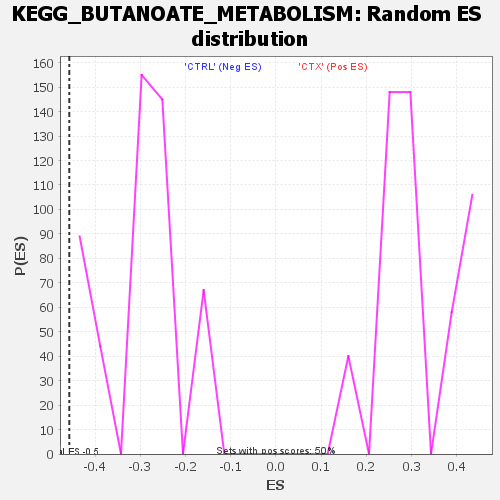 KEGG_BUTANOATE_METABOLISM: Random ES
distribution
'CTRL' (Neg ES) 'CTX' (Pos ES)
160
150
140
130
120
110
100
90
80
70
60
50
40
30
20
10
0
P(ES)
ES -0.5
Sets with pos scores: 50%
-0.4 -0.3 -0.2 -0.1 0.0 0.1 0.2 0.3 0.4
ES